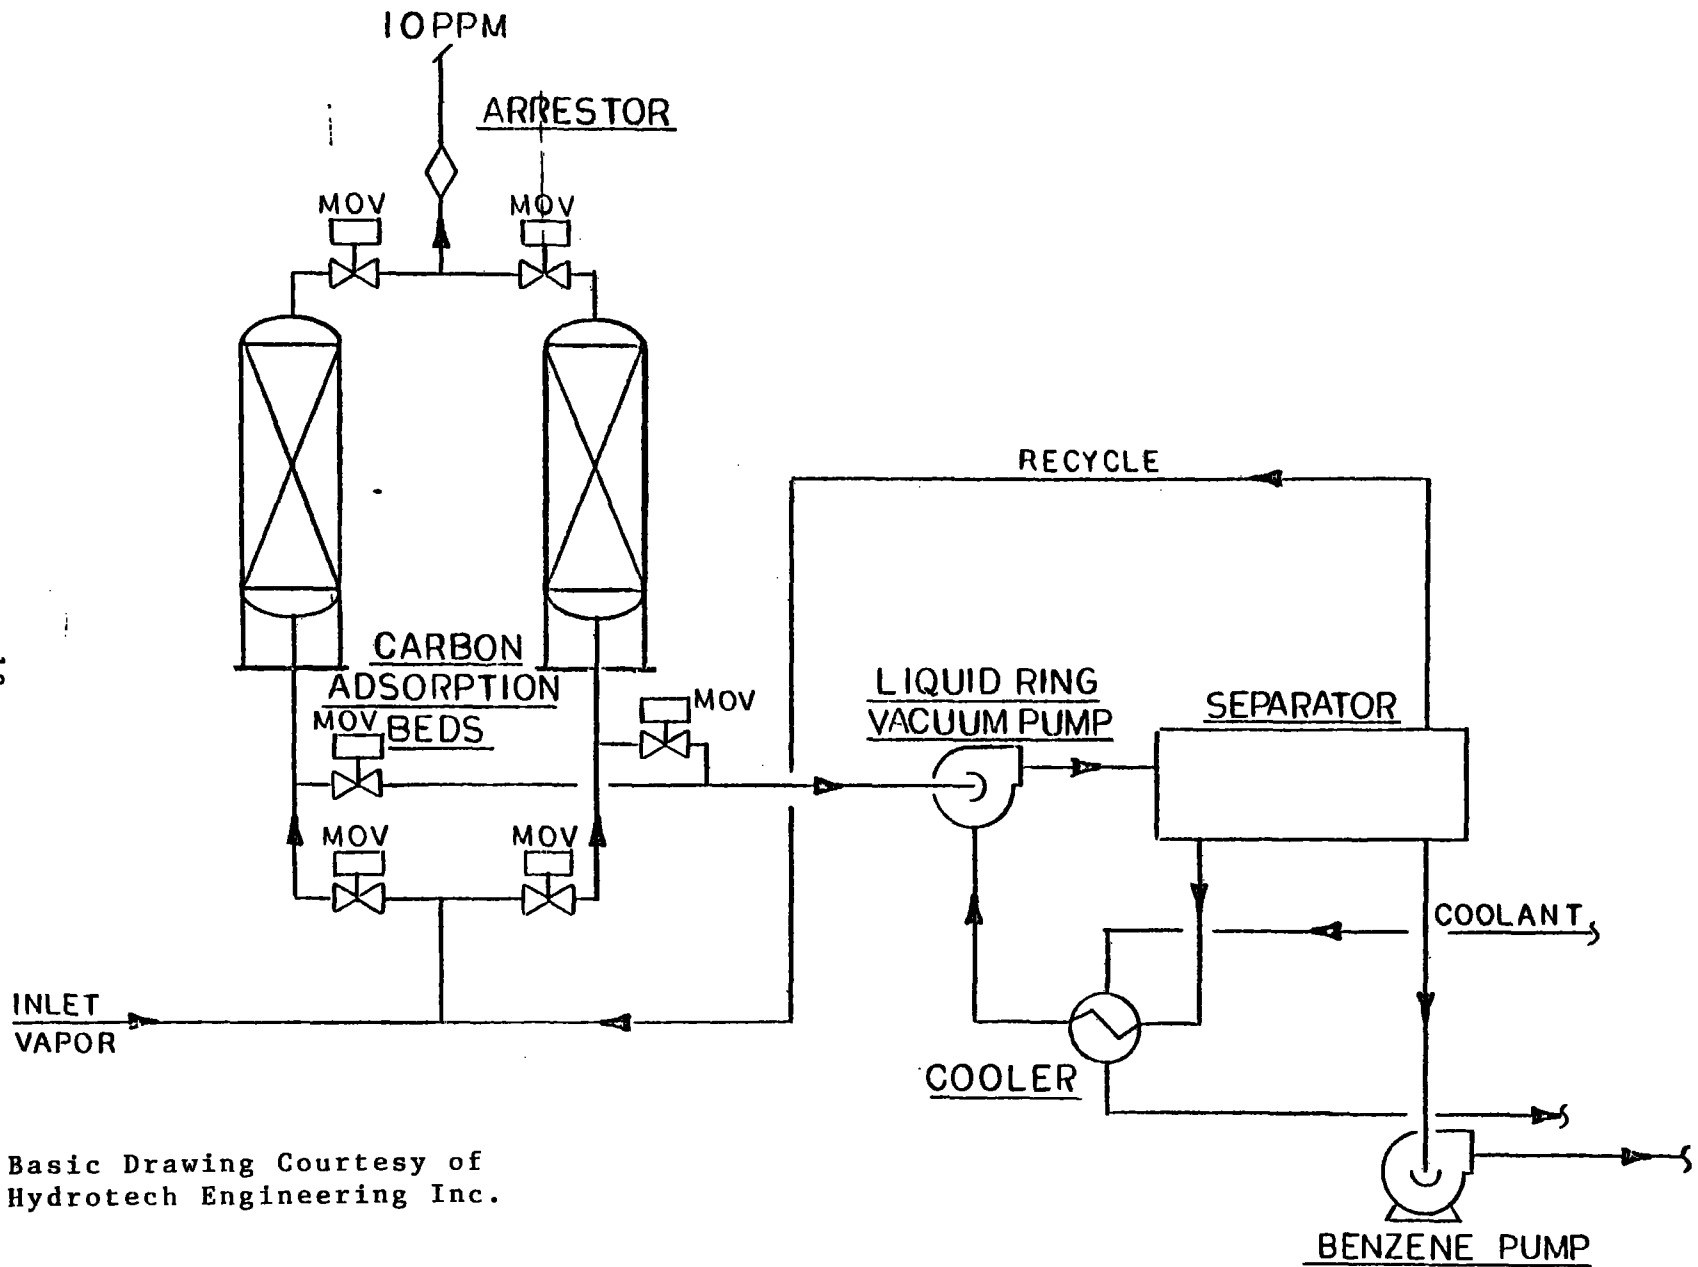 10PPM
ARRESTOR
MOV
MOV
RECYCLE
CARBON
ADSORPTION
BEDS
MOV
MOV
LIQUID RING
VACUUM PUMP
SEPARATOR
MOV
MOV
COOLANT
INLET
VAPOR
COOLER
Basic Drawing Courtesy of
Hydrotech Engineering Inc.
BENZENE PUMP